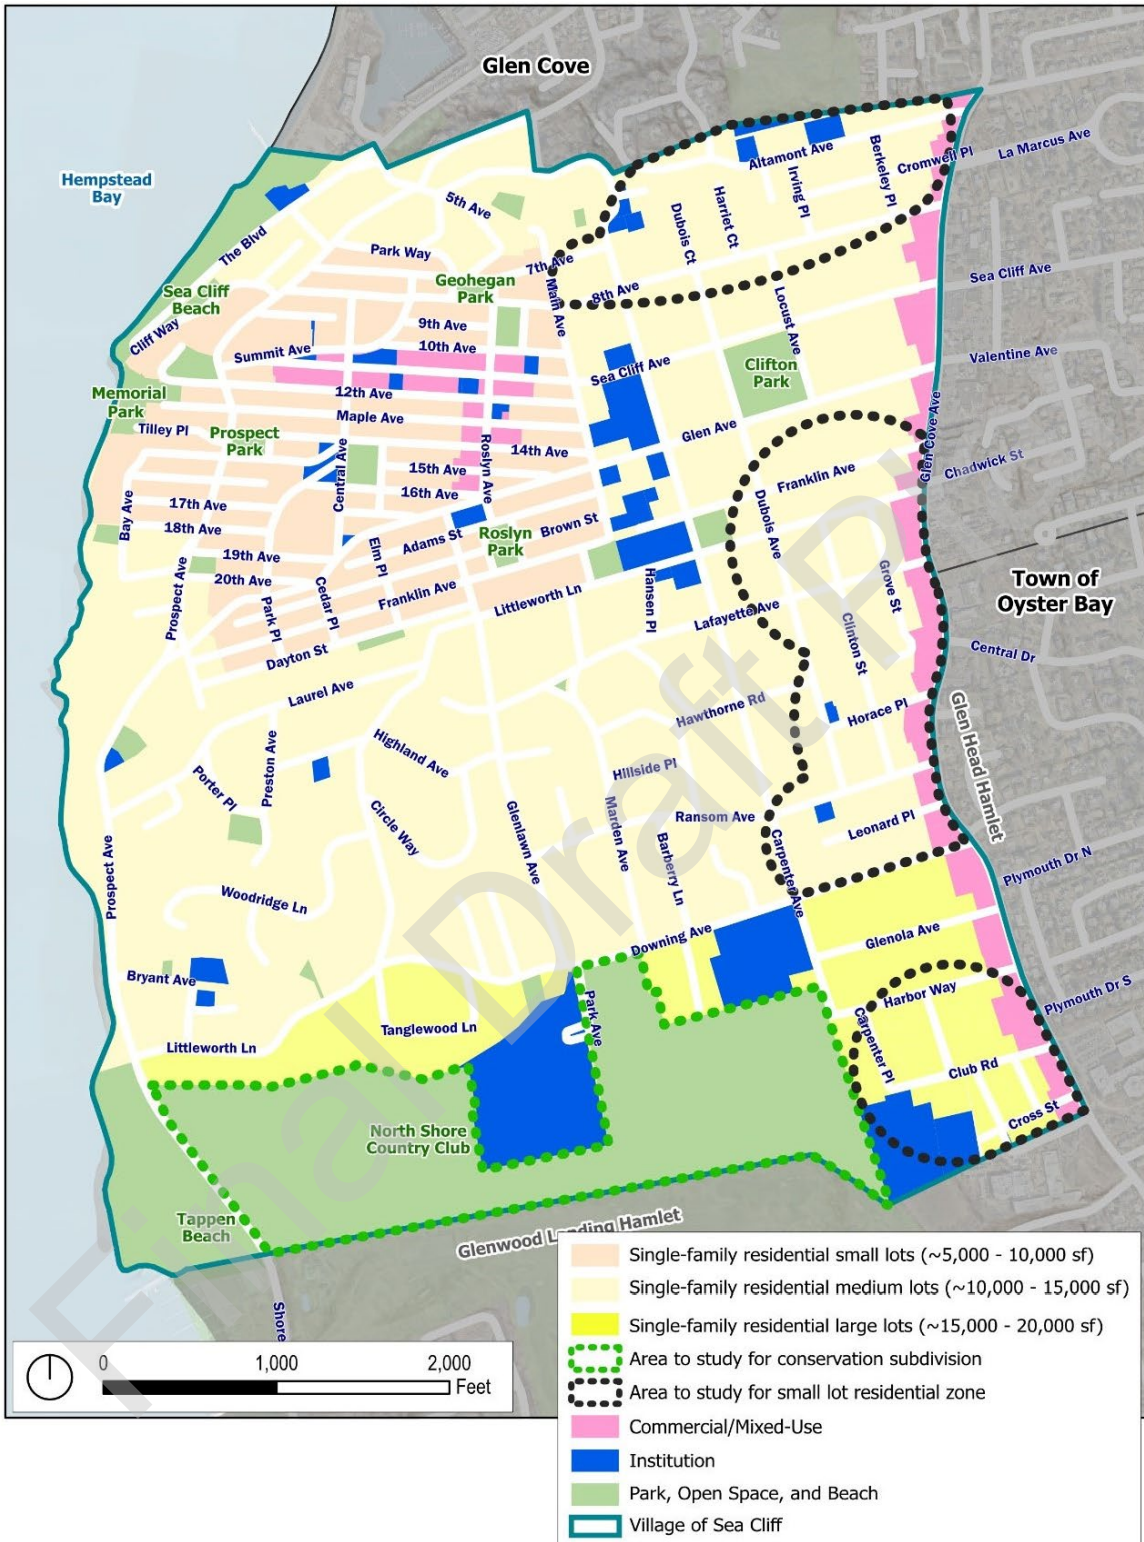 Glen Cove
Hempstead
Bay
La Marcus Ave
Altamont Ave
Berkeley Pl
Cromwell Pl
Irving Pl
Harriet Ct
Dubois Ct
5th Ave
The Blvd
Park Way
7th Ave
8th Ave
Main Ave
Geohegan
Park
Sea Cliff
Beach
Cliff Way
Sea Cliff Ave
Locust Ave
9th Ave
10th Ave
Summit Ave
Sea Cliff Ave
Clifton
Park
Valentine Ave
Memorial
Park
12th Ave
Maple Ave
Tilley Pl
Prospect
Park
Glen Ave
Glen Cove Ave
14th Ave
15th Ave
16th Ave
Roslyn Ave
Central Ave
Franklin Ave
Chadwick St
Bay Ave
17th Ave
18th Ave
19th Ave
20th Ave
Prospect Ave
Park Pl
Cedar Pl
Elm Pl
Adams St
Roslyn
Park
Brown St
Franklin Ave
Littleworth Ln
Dayton St
Hansen Pl
Lafayette Ave
Dubois Ave
Grove St
Clinton St
Town of
Oyster Bay
Central Dr
Laurel Ave
Highland Ave
Porter Pl
Preston Ave
Circle Way
Hawthorne Rd
Horace Pl
Hillside Pl
Glen Head Hamlet
Glenlawn Ave
Marden Ave
Barberry Ln
Ransom Ave
Carpenter Ave
Leonard Pl
Plymouth Dr N
Prospect Ave
Woodridge Ln
Bryant Ave
Littleworth Ln
Tanglewood Ln
Downing Ave
Park Ave
Glenola Ave
Harbor Way
Plymouth Dr S
Carpenter Pl
Club Rd
Cross St
North Shore
Country Club
Tappen
Beach
Glenwood Landing Hamlet
Shore
Final Draft P
0 1,000 2,000
Feet
Single-family residential small lots (~5,000 - 10,000 sf)
Single-family residential medium lots (~10,000 - 15,000 sf)
Single-family residential large lots (~15,000 - 20,000 sf)
Area to study for conservation subdivision
Area to study for small lot residential zone
Commercial/Mixed-Use
Institution
Park, Open Space, and Beach
Village of Sea Cliff